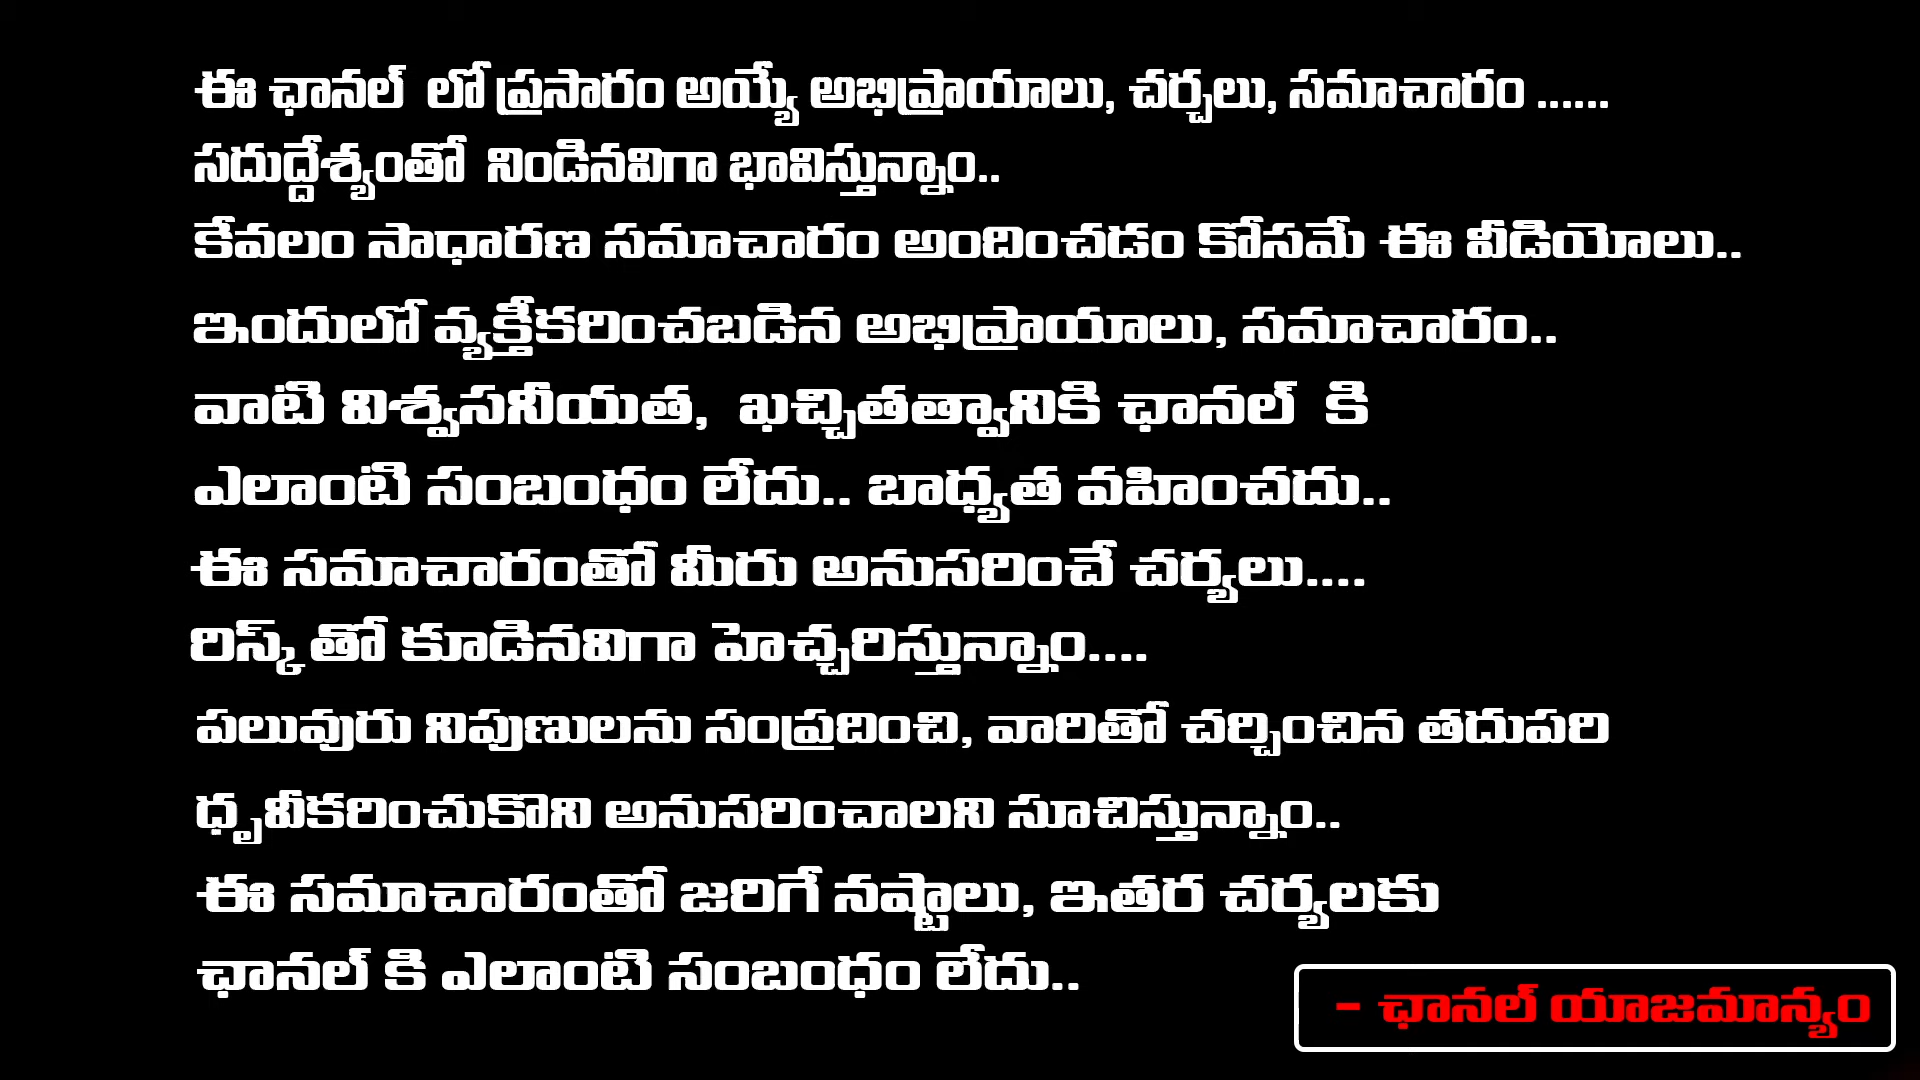 ఈ ఛానల్ లో ప్రసారం అయ్యే అభిప్రాయాలు, చర్చలు, సమాచారం ......
సదుద్దేశ్యంతో నిండినవిగా భావిస్తున్నాం..
కేవలం సాధారణ సమాచారం అందించడం కోసమే ఈ వీడియోలు..
ఇందులో వ్యక్తీకరించబడిన అభిప్రాయాలు, సమాచారం..
వాటి విశ్వసనీయత, ఖచ్చితత్వానికి ఛానల్ కి
ఎలాంటి సంబంధం లేదు.. బాధ్యత వహించదు..
ఈ సమాచారంతో మీరు అనుసరించే చర్యలు....
రిస్క్ తో కూడినవిగా హెచ్చరిస్తున్నాం....
పలువురు నిపుణులను సంప్రదించి, వారితో చర్చించిన తదుపరి
ధృవీకరించుకొని అనుసరించాలని సూచిస్తున్నాం..
ఈ సమాచారంతో జరిగే నష్టాలు, ఇతర చర్యలకు
ఛానల్ కి ఎలాంటి సంబంధం లేదు..
- ఛానల్ యాజమాన్యం